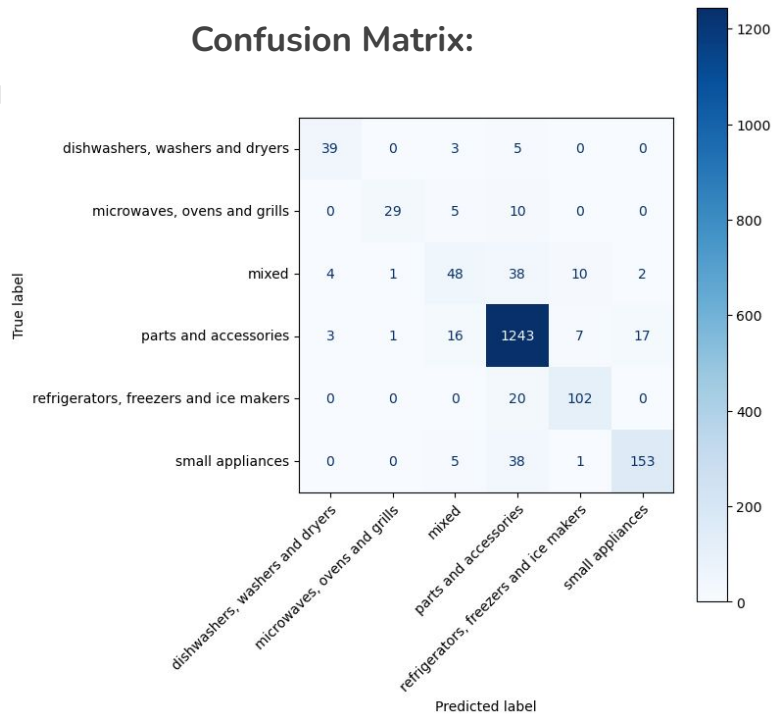 Confusion Matrix:
True label
dishwashers, washers and dryers 39 0 3 5 0 0
microwaves, ovens and grills 0 29 5 10 0 0
mixed 4 1 48 38 10 2
parts and accessories 3 1 16 1243 7 17
refrigerators, freezers and ice makers 0 0 0 20 102 0
small appliances 0 0 5 38 1 153
dishwashers, washers and dryers
microwaves, ovens and grills
mixed
parts and accessories
refrigerators, freezers and ice makers
small appliances
Predicted label
1200
1000
800
600
400
200
0